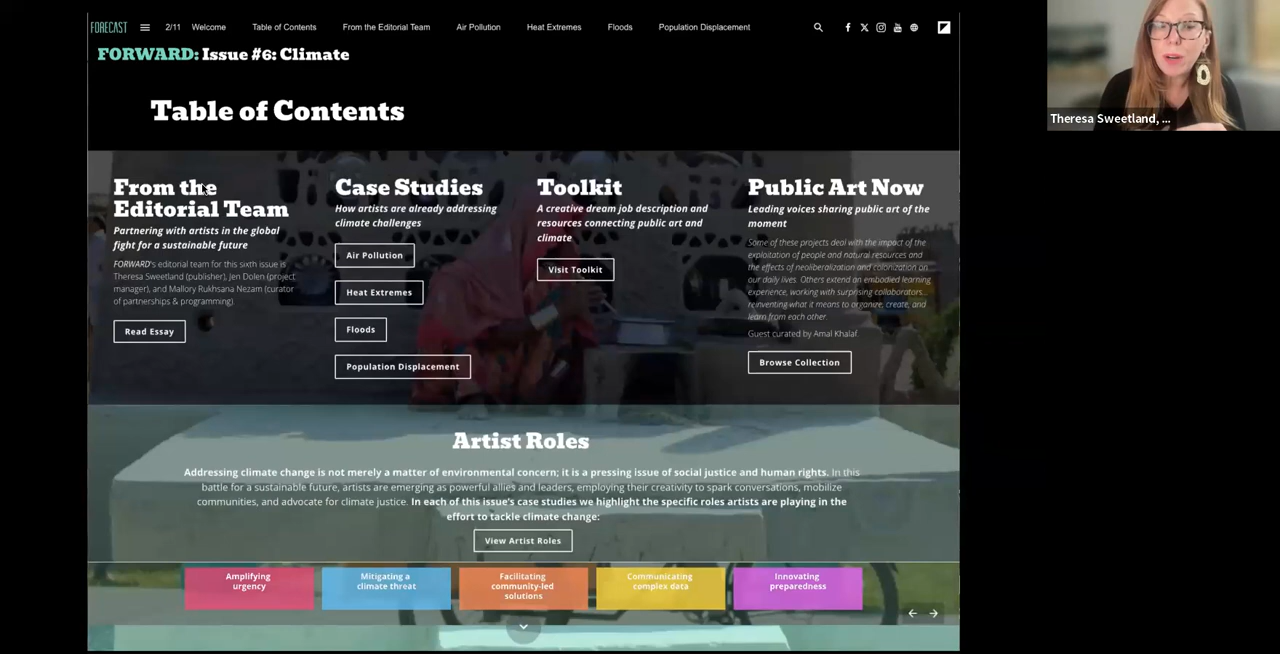 FORECAST
2/11 Welcome Table of Contents From the Editorial Team Air Pollution Heat Extremes Floods Population Displacement
FORWARD: Issue #6: Climate
Table of Contents
From the
Editorial Team
Partnering with artists in the global
fight for a sustainable future
FORWARD's editorial team for this sixth issue is
Theresa Sweetland (publisher), Jen Dolen (project
manager), and Mallory Rukhsana Nezam (curator
of partnerships & programming).
Read Essay
Case Studies
How artists are already addressing
climate challenges
Air Pollution
Heat Extremes
Floods
Population Displacement
Toolkit
A creative dream job description and
resources connecting public art and
climate
Visit Toolkit
Public Art Now
Leading voices sharing public art of the
moment
Some of these projects deal with the impact of the
exploitation of people and natural resources and
the effects of neoliberalization and colonization on
our daily lives. Others extend an embodied learning
experience, working with surprising collaborators...
reinventing what it means to organize, create, and
learn from each other.
Guest curated by Amal Khalaf.
Browse Collection
Artist Roles
Addressing climate change is not merely a matter of environmental concern; it is a pressing issue of social justice and human rights. In this
battle for a sustainable future, artists are emerging as powerful allies and leaders, employing their creativity to spark conversations, mobilize
communities, and advocate for climate justice. In each of this issue's case studies we highlight the specific roles artists are playing in the
effort to tackle climate change:
View Artist Roles
Amplifying
urgency
Mitigating a
climate threat
Facilitating
community-led
solutions
Communicating
complex data
Innovating
preparedness
Theresa Sweetland, ...